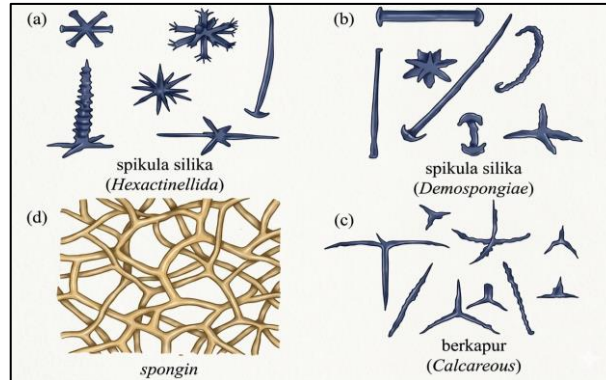 (a)
spikula silika
(Hexactinellida)
(b)
spikula silika
(Demospongiae)
(d)
spongin
(c)
berkapur
(Calcareous)